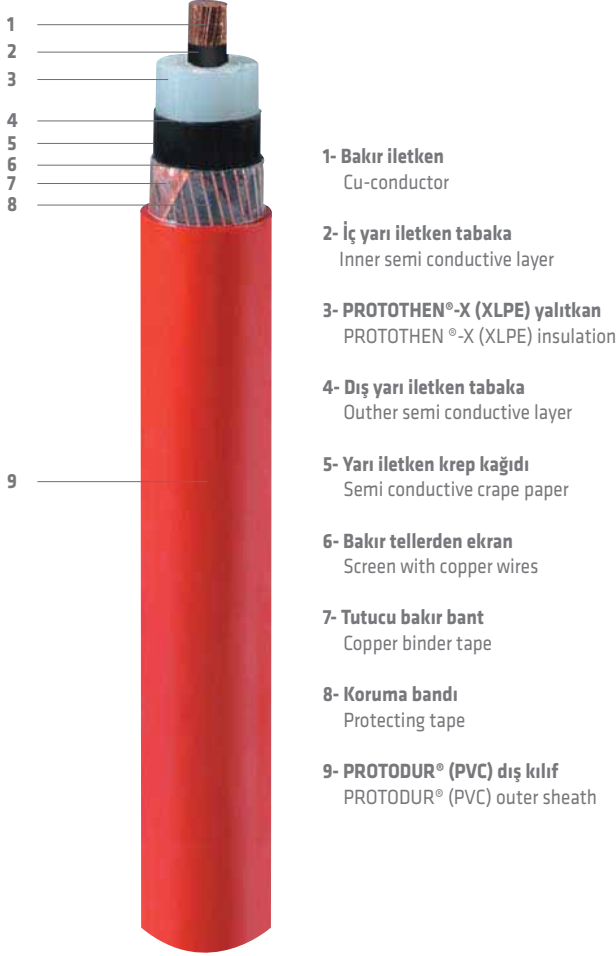 1
2
3
4
5
6
7
8
9
1- Bakır iletken
Cu-conductor
2- İç yarı iletken tabaka
Inner semi conductive layer
3- PROTOTHEN®-X (XLPE) yalıtkan
PROTOTHEN ®-X (XLPE) insulation
4- Dış yarı iletken tabaka
Outher semi conductive layer
5- Yarı iletken krep kağıdı
Semi conductive crape paper
6- Bakır tellerden ekran
Screen with copper wires
7- Tutucu bakır bant
Copper binder tape
8- Koruma bandı
Protecting tape
9- PROTODUR® (PVC) dış kılıf
PROTODUR® (PVC) outer sheath